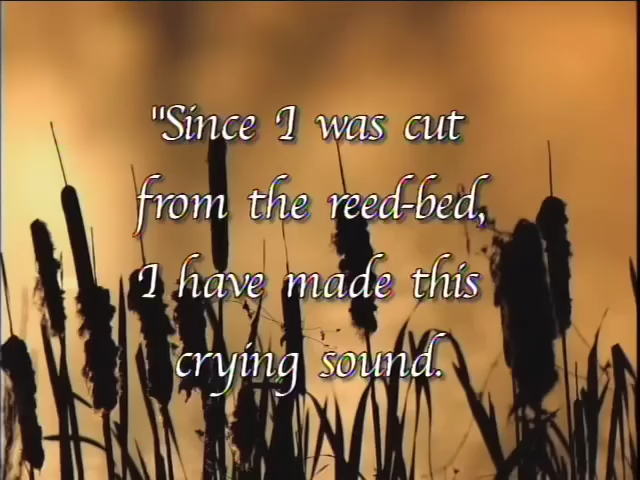 "Since I was cut
from the reed-bed,
I have made this
crying sound.